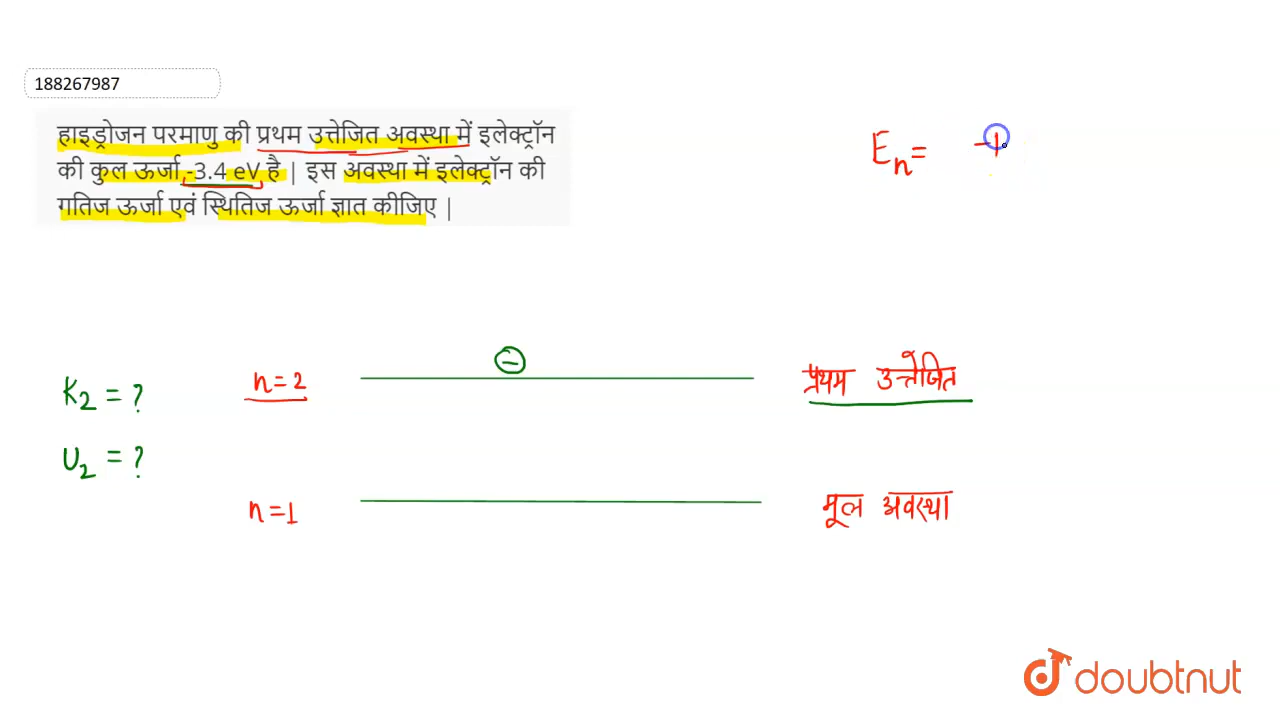 188267987
हाइड्रोजन परमाणु की प्रथम उत्तेजित अवस्था में इलेक्ट्रॉन
की कुल ऊर्जा,-3.4 eV है | इस अवस्था में इलेक्ट्रॉन की
गतिज ऊर्जा एवं स्थितिज ऊर्जा ज्ञात कीजिए |
Eₙ = -1
K₂ = ?
n=2
प्रथम उत्तेजित
U₂ = ?
n=1
मूल अवस्था
doubtnut